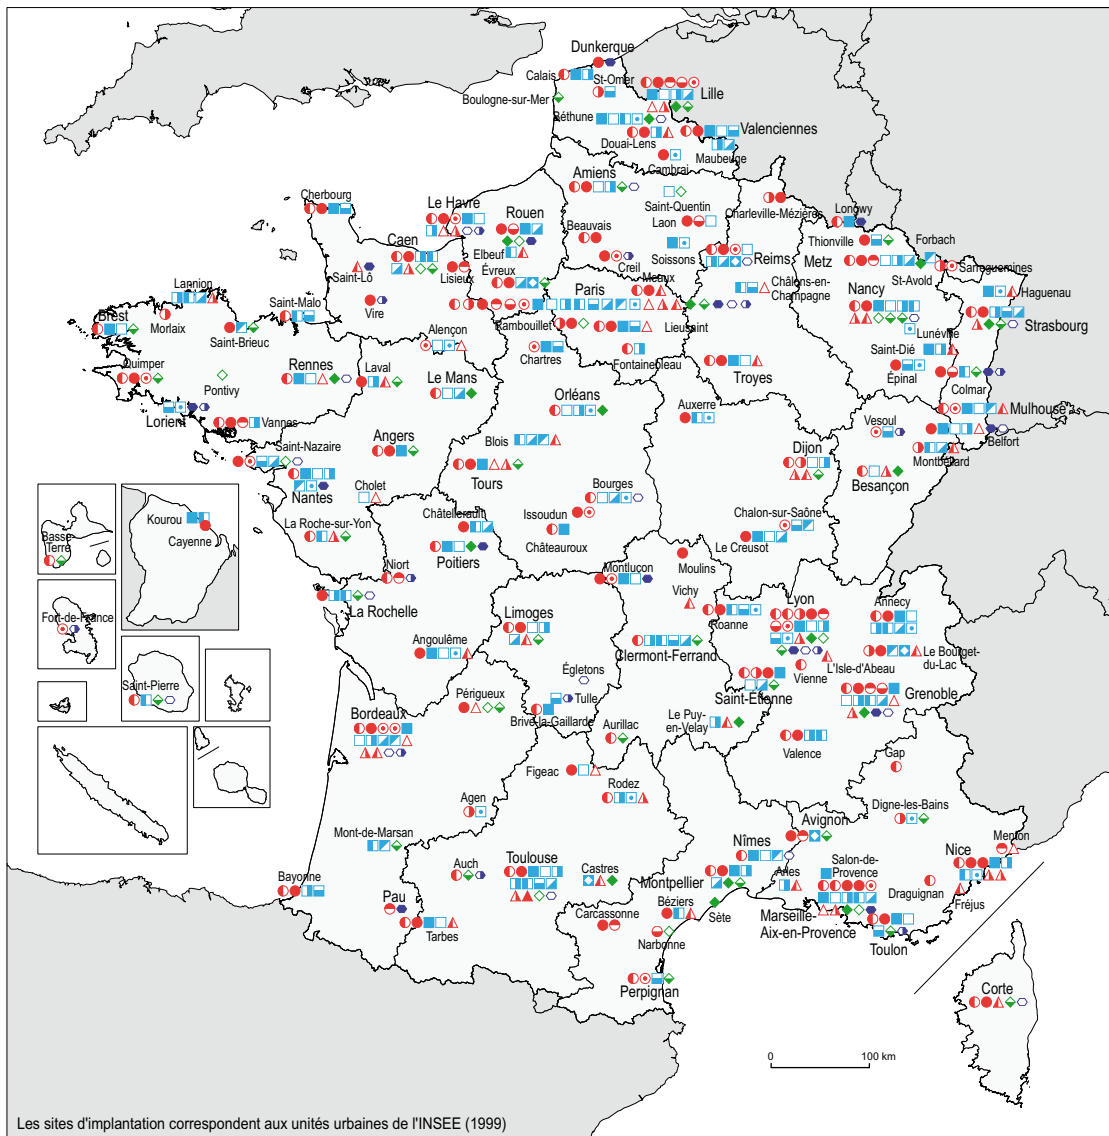 Dunkerque
Calais
St-Omer
Boulogne-sur-Mer
Lille
Béthune
Valenciennes
Douai-Lens
Maubeuge
Cambrai
Amiens
Saint-Quentin
Cherbourg
Le Havre
Rouen
Laon
Charleville-Mézières
Longwy
Beauvais
Thionville
Forbach
Caen
Elbeuf
Soissons
Reims
Metz
Sarreguemines
Saint-Lô
Lisieux
Évreux
Creil
Meaux
St-Avold
Châlons-en-
Champagne
Nancy
Haguenau
Lannion
Vire
Paris
Saint-Malo
Strasbourg
Brest
Morlaix
Rambouillet
Lieusaint
Lunéville
Saint-Brieuc
Alençon
Chartres
Saint-Dié
Fontainebleau
Quimper
Rennes
Laval
Troyes
Épinal
Pontivy
Le Mans
Colmar
Orléans
Auxerre
Mulhouse
Lorient
Vannes
Vesoul
Belfort
Angers
Blois
Dijon
Montbéliard
Saint-Nazaire
Tours
Besançon
Nantes
Cholet
Bourges
Châtellerault
Issoudun
Chalon-sur-Saône
Kourou
La Roche-sur-Yon
Basse-
Terre
Cayenne
Châteauroux
Le Creusot
Poitiers
Moulins
Niort
Montluçon
Vichy
La Rochelle
Lyon
Annecy
Fort-de-France
Limoges
Roanne
Angoulême
Clermont-Ferrand
Le Bourget-
du-Lac
L'Isle-d'Abeau
Vienne
Égletons
Saint-Pierre
Saint-Étienne
Tulle
Grenoble
Périgueux
Brive-la-Gaillarde
Bordeaux
Le Puy-
en-Velay
Aurillac
Valence
Gap
Figeac
Rodez
Agen
Digne-les-Bains
Avignon
Mont-de-Marsan
Nîmes
Menton
Nice
Auch
Toulouse
Castres
Salon-de-
Provence
Bayonne
Montpellier
Arles
Draguignan
Pau
Béziers
Fréjus
Sète
Carcassonne
Marseille-
Aix-en-Provence
Tarbes
Narbonne
Toulon
Perpignan
Corte
0 100 km
Les sites d'implantation correspondent aux unités urbaines de l'INSEE (1999)